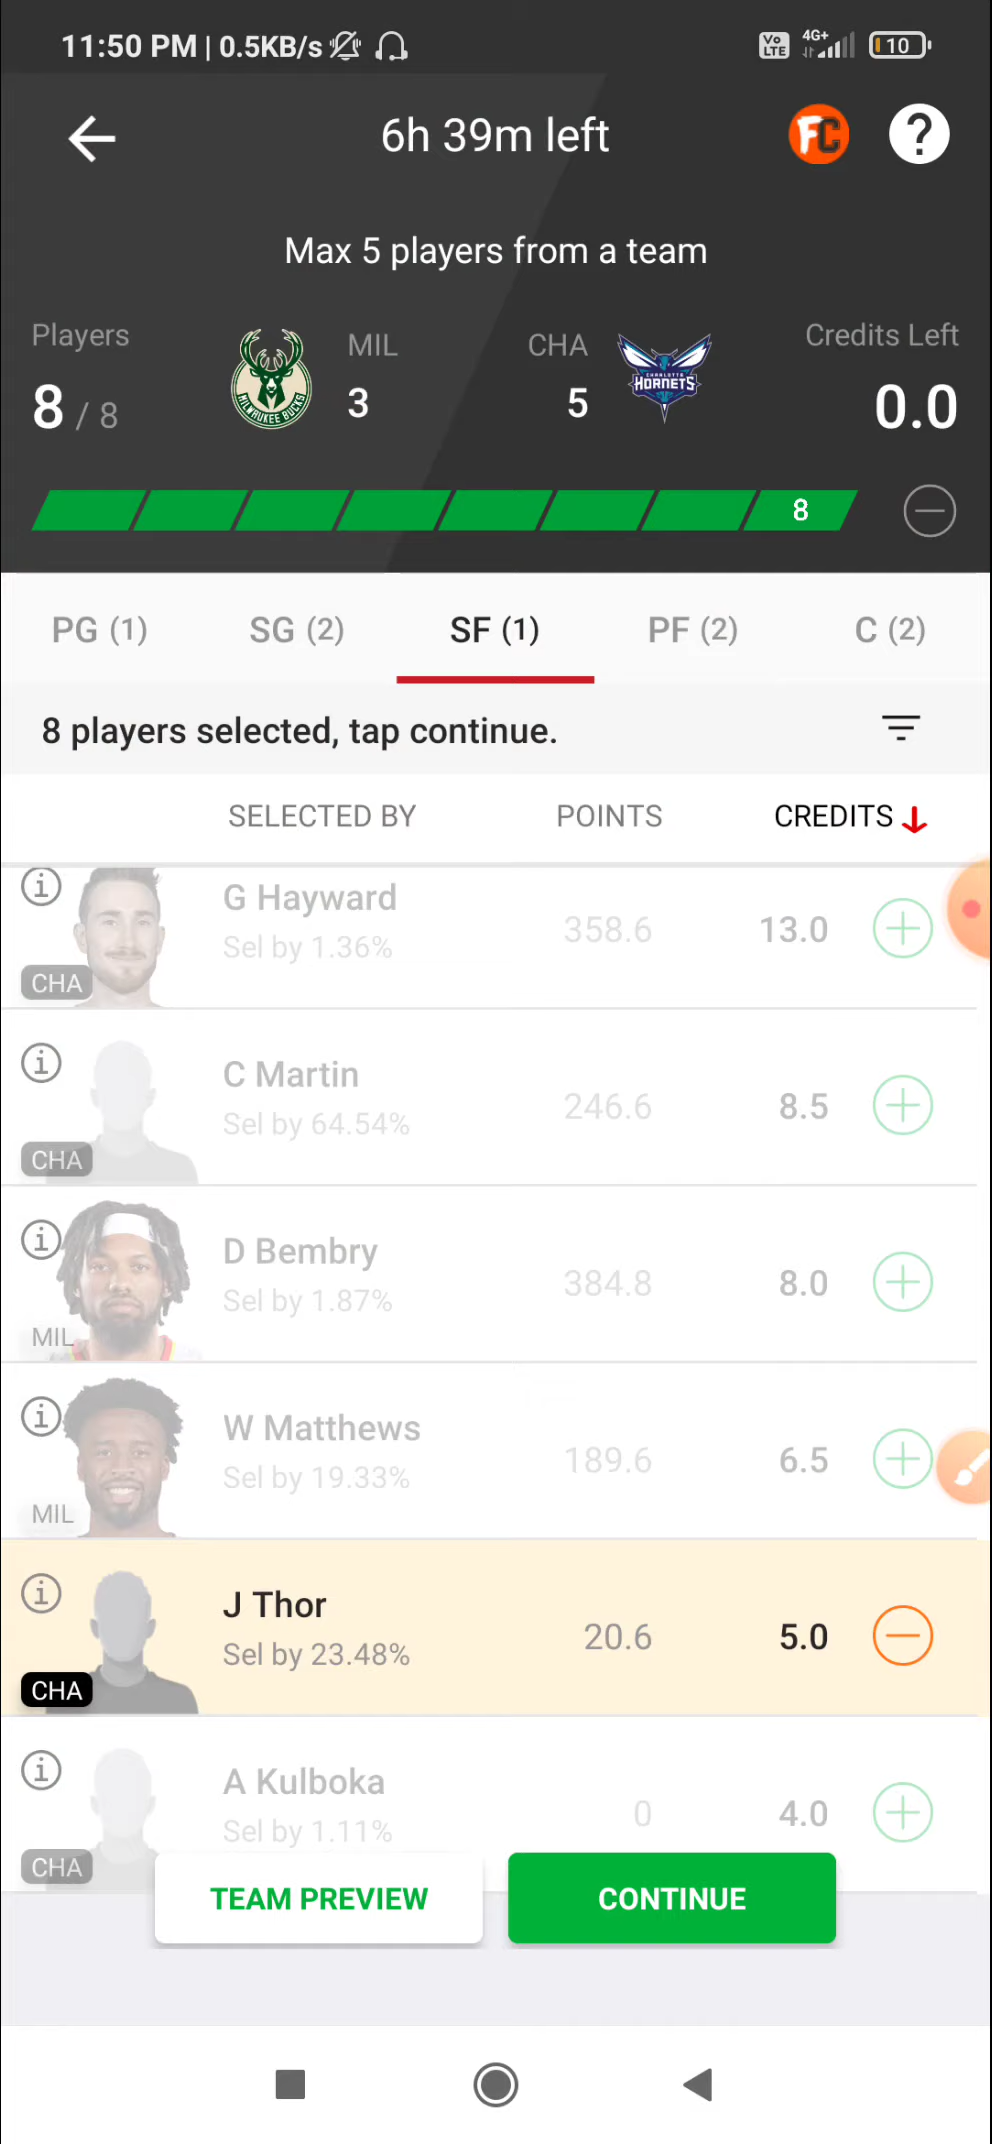 11:50 PM | 0.5KB/s
Vo LTE 4G+ 10
6h 39m left
FC ?
Max 5 players from a team
Players MIL CHA Credits Left
8 / 8 3 5 0.0
MILWAUKEE BUCKS
CHARLOTTE
HORNETS
8
PG (1) SG (2) SF (1) PF (2) C (2)
8 players selected, tap continue.
SELECTED BY POINTS CREDITS
i G Hayward
Sel by 1.36% 358.6 13.0
CHA
i C Martin
Sel by 64.54% 246.6 8.5
CHA
i D Bembry
Sel by 1.87% 384.8 8.0
MIL
i W Matthews
Sel by 19.33% 189.6 6.5
MIL
i J Thor
Sel by 23.48% 20.6 5.0
CHA
i A Kulboka
Sel by 1.11% 0 4.0
CHA
TEAM PREVIEW CONTINUE